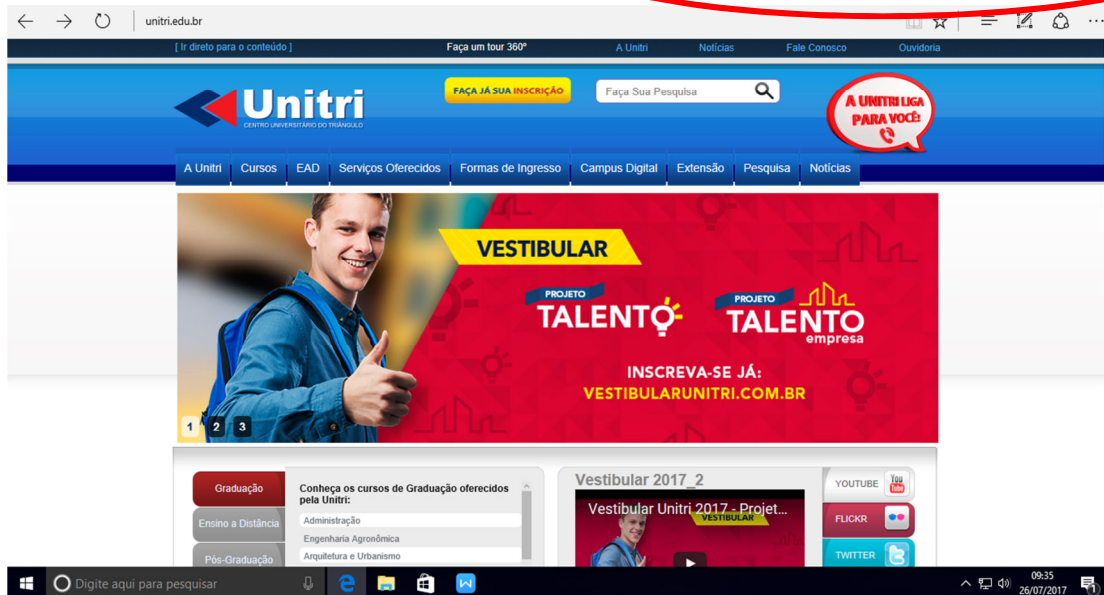 unitri.edu.br
[ Ir direto para o conteúdo ]
Faça um tour 360°
A Unitri
Notícias
Fale Conosco
Ouvidoria
Unitri
CENTRO UNIVERSITÁRIO DO TRIÂNGULO
FAÇA JÁ SUA INSCRIÇÃO
Faça Sua Pesquisa
A UNITRI LIGA
PARA VOCÊ!
A Unitri
Cursos
EAD
Serviços Oferecidos
Formas de Ingresso
Campus Digital
Extensão
Pesquisa
Notícias
VESTIBULAR
PROJETO
TALENTO
PROJETO
TALENTO
empresa
INSCREVA-SE JÁ:
VESTIBULARUNITRI.COM.BR
1 2 3
Graduação
Ensino a Distância
Pós-Graduação
Conheça os cursos de Graduação oferecidos
pela Unitri:
Administração
Engenharia Agronômica
Arquitetura e Urbanismo
Vestibular 2017_2
Vestibular Unitri 2017 - Projet...
VESTIBULAR
YOUTUBE
You
Tube
FLICKR
TWITTER
Digite aqui para pesquisar
09:35
26/07/2017
1